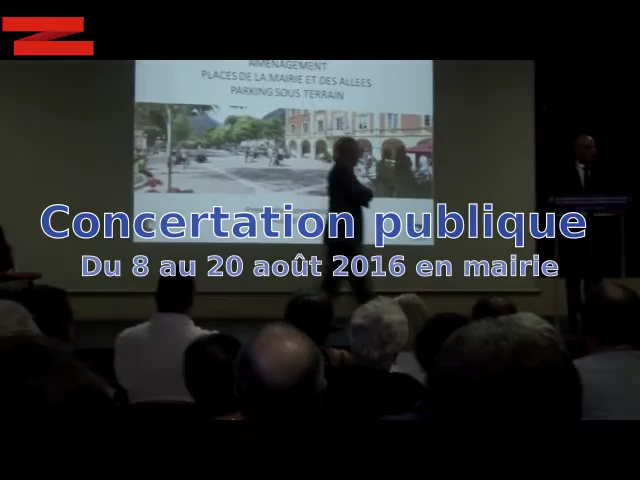 AMENAGEMENT
PLACES DE LA MAIRIE ET DES ALLEES
PARKING SOUS TERRAIN
Concertation publique
Du 8 au 20 août 2016 en mairie